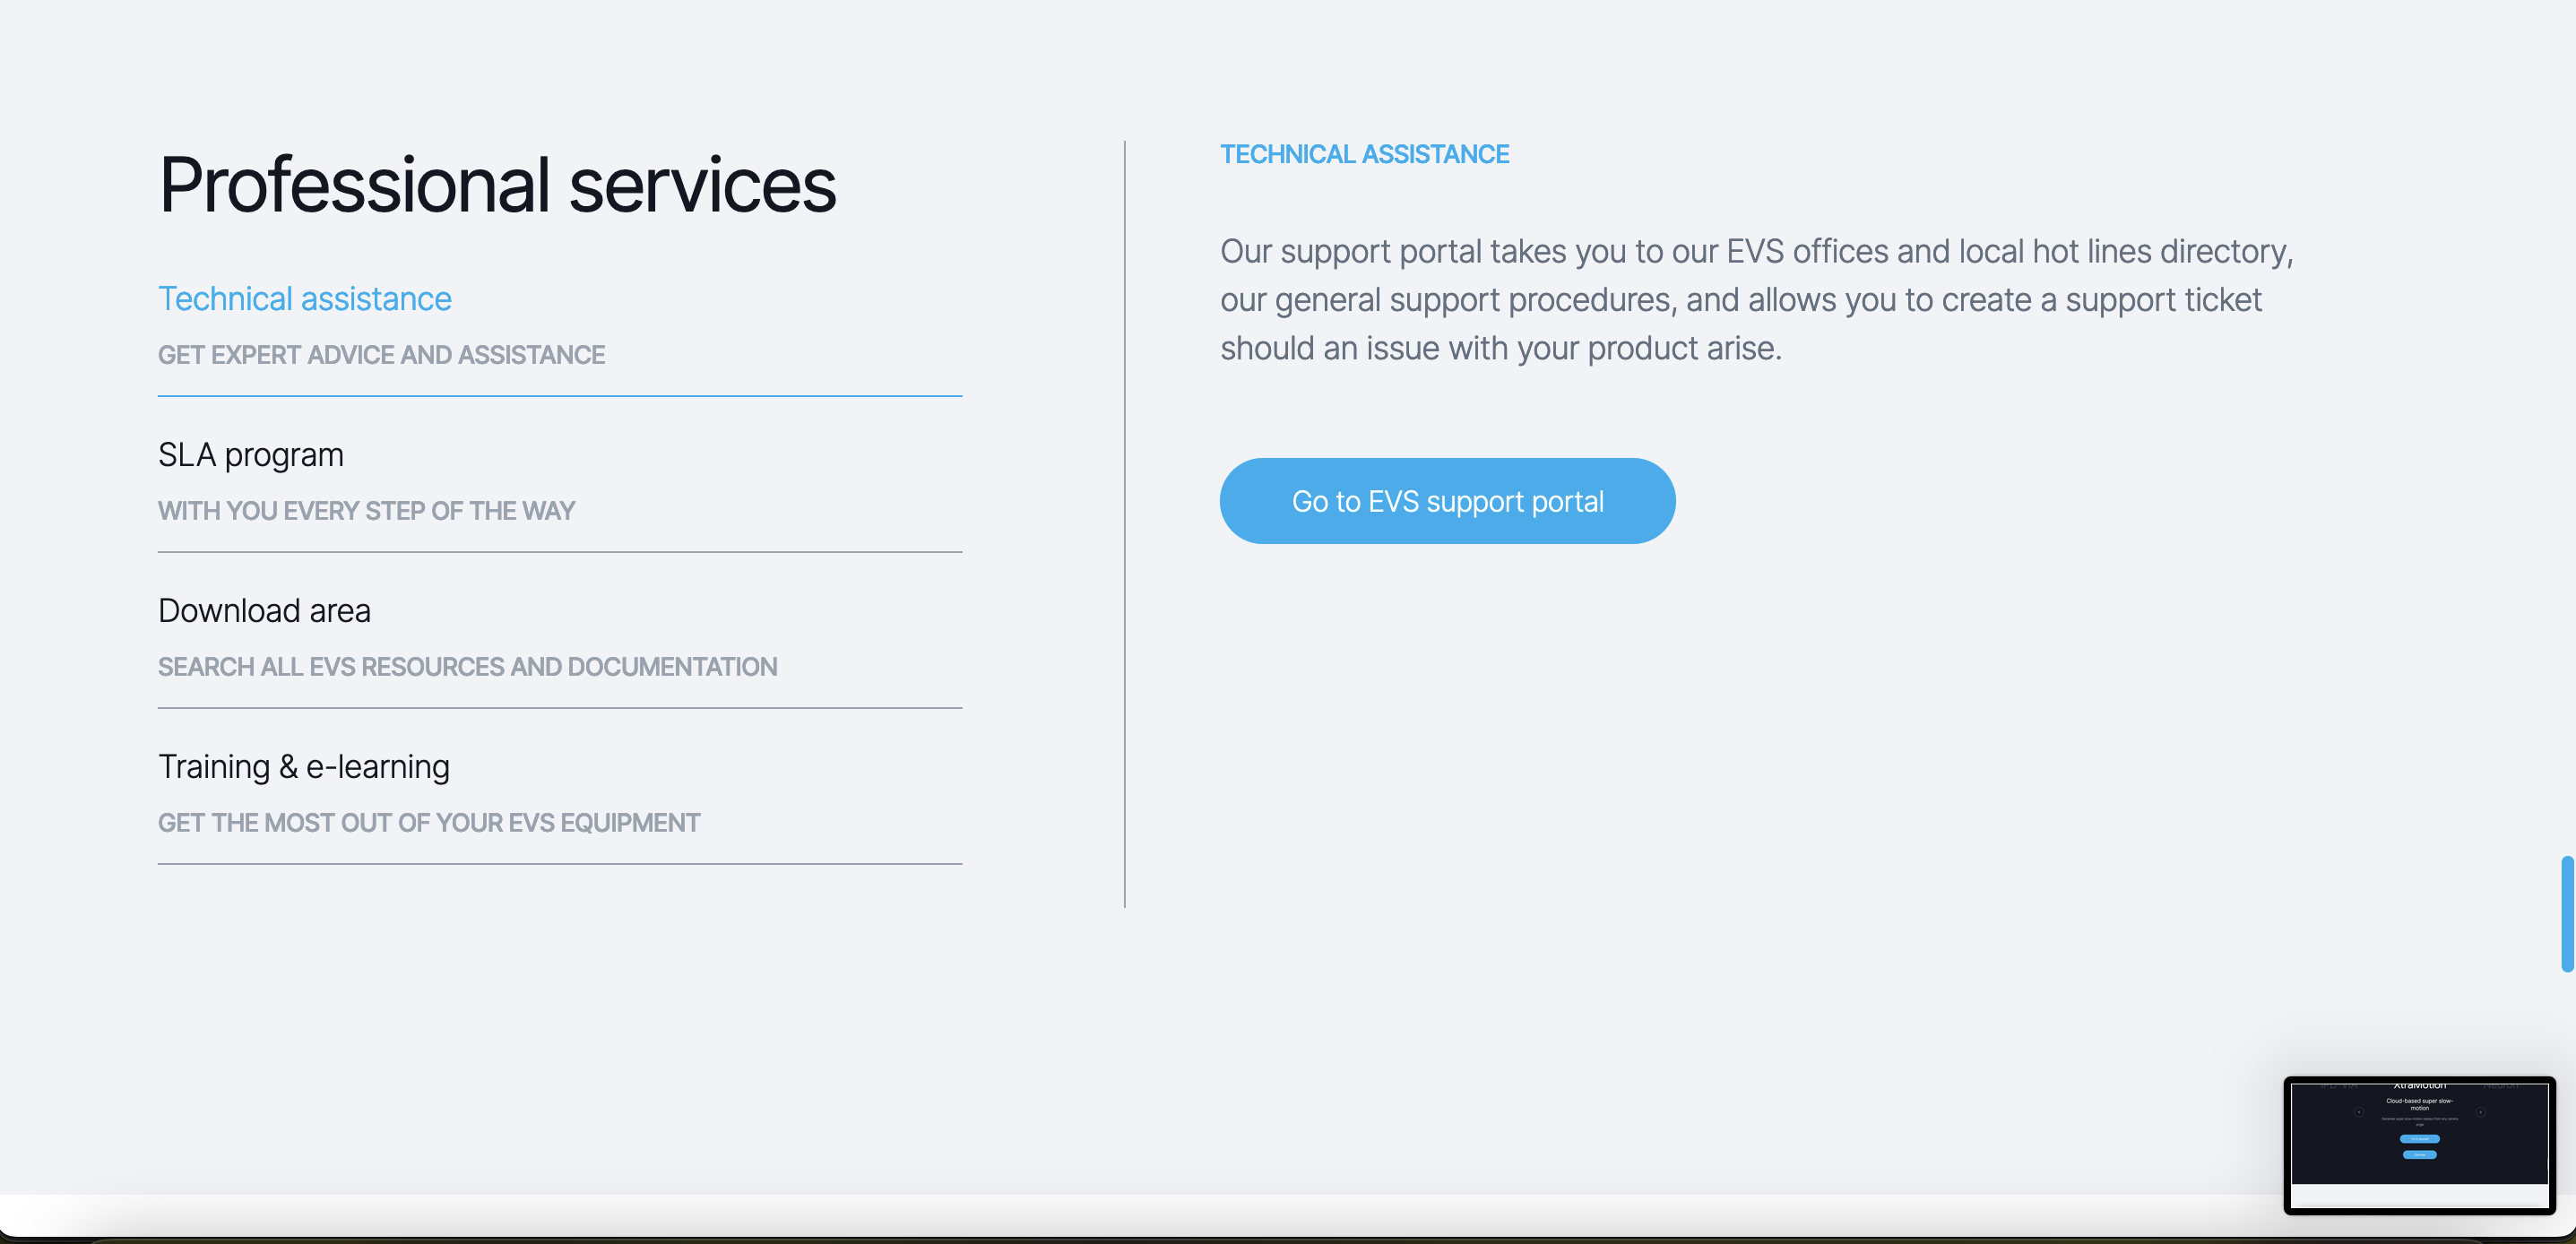 Professional services
Technical assistance
GET EXPERT ADVICE AND ASSISTANCE
SLA program
WITH YOU EVERY STEP OF THE WAY
Download area
SEARCH ALL EVS RESOURCES AND DOCUMENTATION
Training & e-learning
GET THE MOST OUT OF YOUR EVS EQUIPMENT
TECHNICAL ASSISTANCE
Our support portal takes you to our EVS offices and local hot lines directory,
our general support procedures, and allows you to create a support ticket
should an issue with your product arise.
Go to EVS support portal
XtraMotion
Cloud-based super slow-
motion